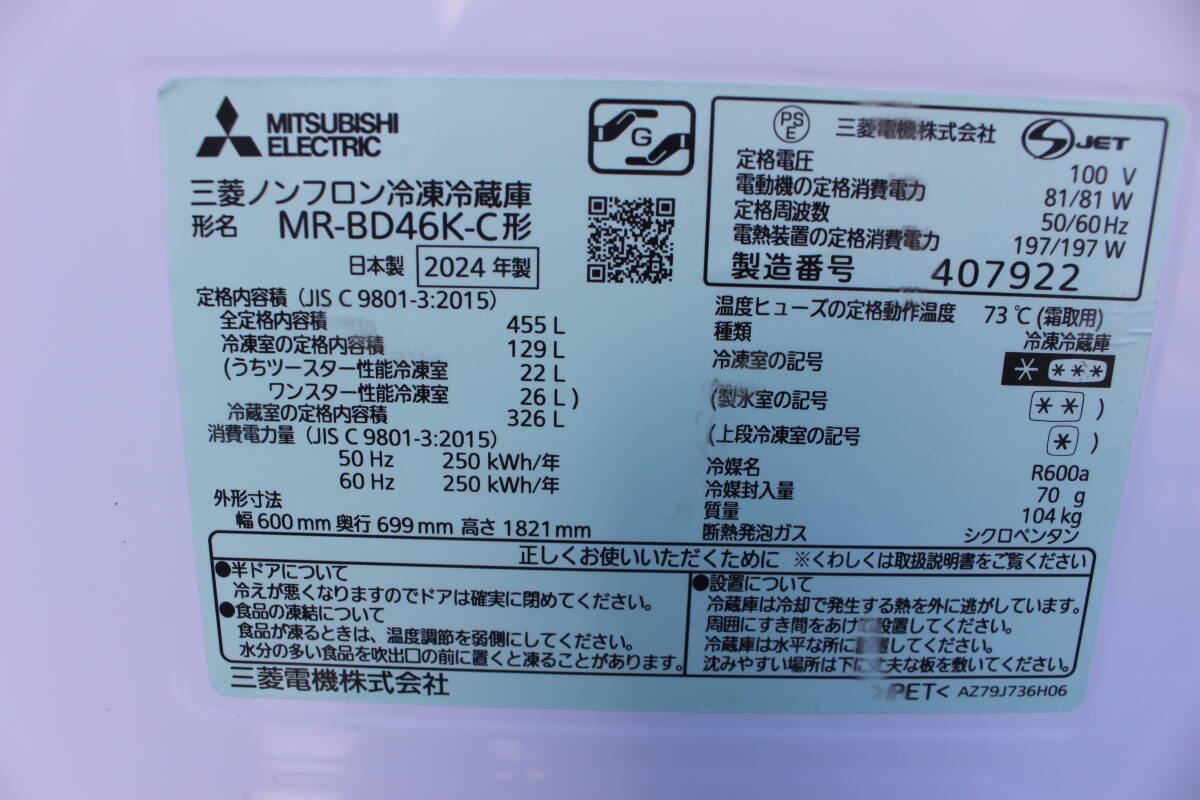 MITSUBISHI
ELECTRIC
三菱ノンフロン冷凍冷蔵庫
形名 MR-BD46K-C形
日本製 2024 年製
定格内容積 (JIS C 9801-3:2015)
全定格内容積 455 L
冷凍室の定格内容積 129 L
(うちツースター性能冷凍室 22 L
ワンスター性能冷凍室 26 L )
冷蔵室の定格内容積 326 L
消費電力量 (JIS C 9801-3:2015)
50 Hz 250 kWh/年
60 Hz 250 kWh/年
外形寸法
幅 600 mm 奥行 699 mm 高さ 1821 mm
G
PS
E
三菱電機株式会社
JET
定格電圧 100 V
電動機の定格消費電力 81/81 W
定格周波数 50/60 Hz
電熱装置の定格消費電力 197/197 W
製造番号 407922
温度ヒューズの定格動作温度 73 ℃ (霜取用)
種類 冷凍冷蔵庫
冷凍室の記号 * ***
(製氷室の記号 ** )
(上段冷凍室の記号 * )
冷媒名 R600a
冷媒封入量 70 g
質量 104 kg
断熱発泡ガス シクロペンタン
正しくお使いいただくために ※くわしくは取扱説明書をご覧ください
●半ドアについて
冷えが悪くなりますのでドアは確実に閉めてください。
●食品の凍結について
食品が凍るときは、温度調節を弱側にしてください。
水分の多い食品を吹出口の前に置くと凍ることがあります。
●設置について
冷蔵庫は冷却で発生する熱を外に逃がしています。
周囲にすき間をあけて設置してください。
冷蔵庫は水平な所に設置してください。
沈みやすい場所は下に丈夫な板を敷いてください。
三菱電機株式会社
>PET< AZ79J736H06